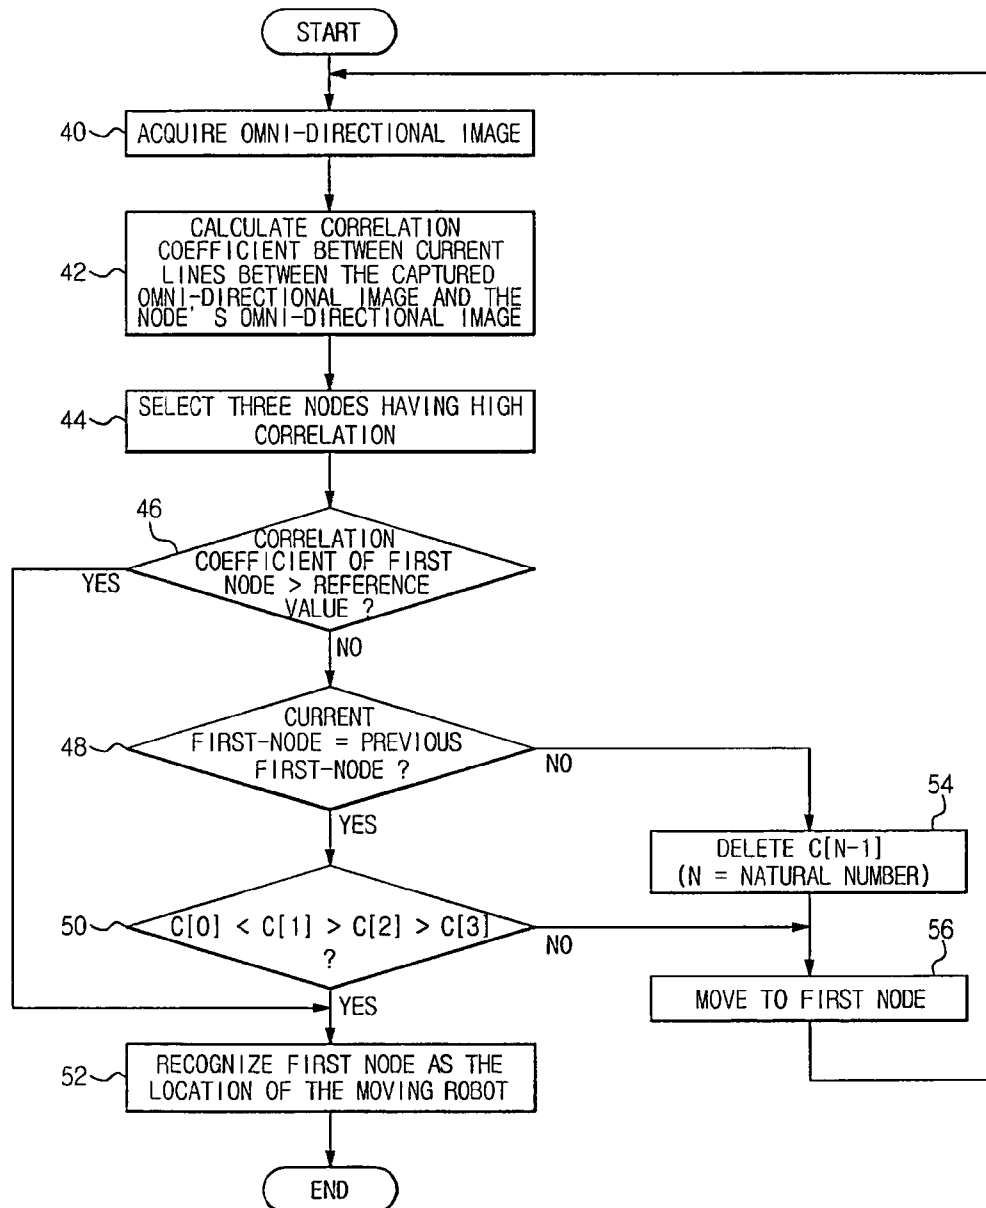 START
40
ACQUIRE OMNI-DIRECTIONAL IMAGE
42
CALCULATE CORRELATION
COEFFICIENT BETWEEN CURRENT
LINES BETWEEN THE CAPTURED
OMNI-DIRECTIONAL IMAGE AND THE
NODE'S OMNI-DIRECTIONAL IMAGE
44
SELECT THREE NODES HAVING HIGH
CORRELATION
46
CORRELATION
COEFFICIENT OF FIRST
NODE > REFERENCE
VALUE ?
YES
NO
48
CURRENT
FIRST-NODE = PREVIOUS
FIRST-NODE ?
NO
YES
54
DELETE C[N-1]
(N = NATURAL NUMBER)
50
C[0] < C[1] > C[2] > C[3]
?
NO
YES
56
MOVE TO FIRST NODE
52
RECOGNIZE FIRST NODE AS THE
LOCATION OF THE MOVING ROBOT
END